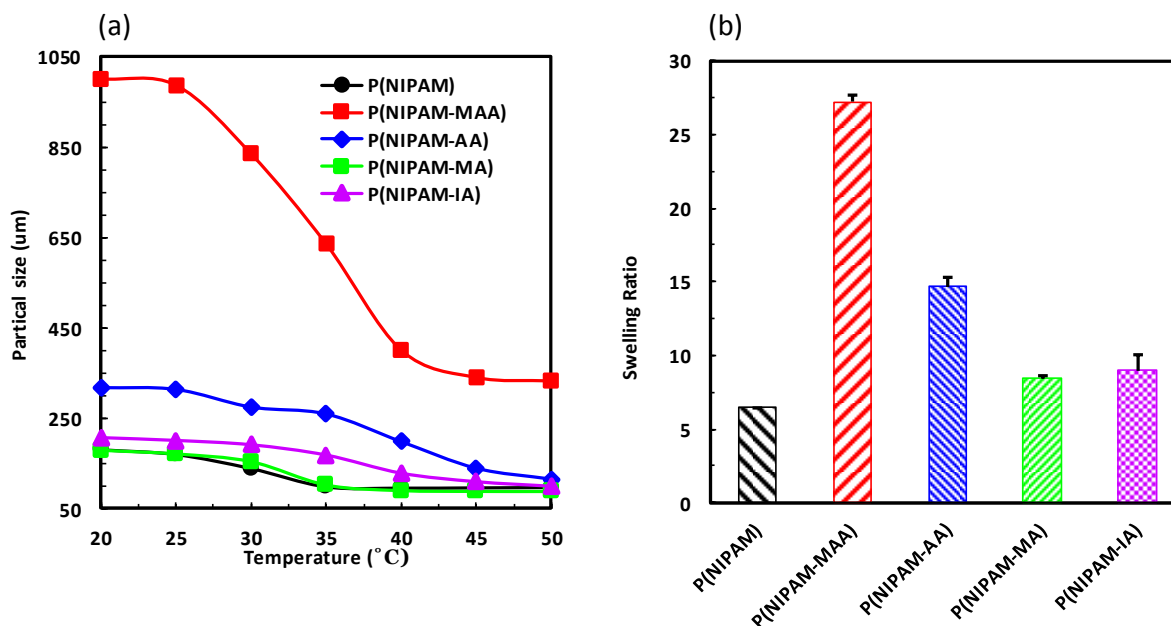 (a)
1050
850
650
450
250
50
Partical size (um)
P(NIPAM)
P(NIPAM-MAA)
P(NIPAM-AA)
P(NIPAM-MA)
P(NIPAM-IA)
20 25 30 35 40 45 50
Temperature (°C)
(b)
30
25
20
15
10
5
0
Swelling Ratio
P(NIPAM)
P(NIPAM-MAA)
P(NIPAM-AA)
P(NIPAM-MA)
P(NIPAM-IA)